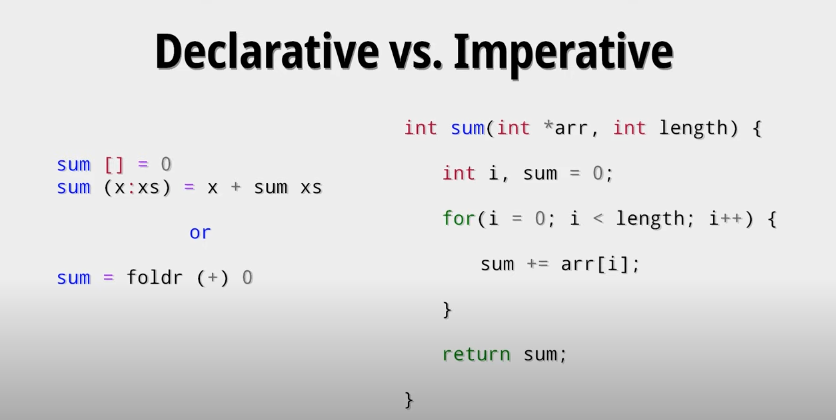 Declarative vs. Imperative
sum [] = 0
sum (x:xs) = x + sum xs
or
sum = foldr (+) 0
int sum(int *arr, int length) {
int i, sum = 0;
for(i = 0; i < length; i++) {
sum += arr[i];
}
return sum;
}